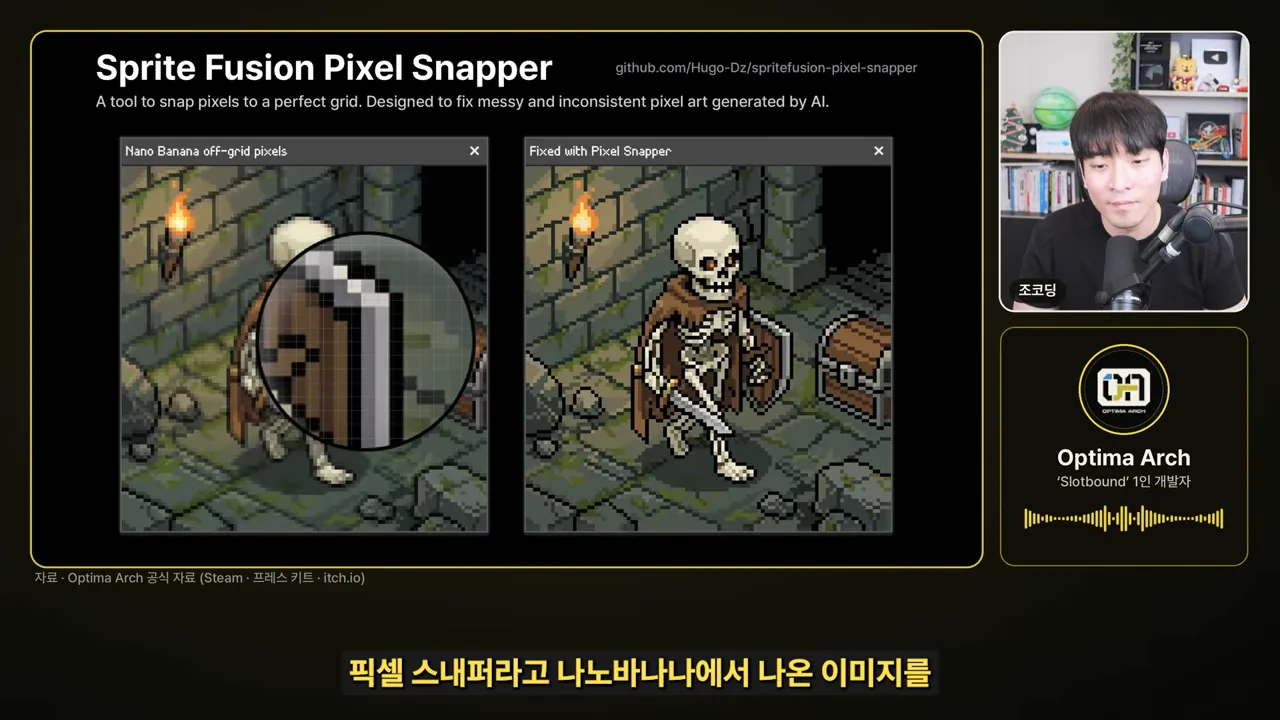 Sprite Fusion Pixel Snapper
github.com/Hugo-Dz/spritefusion-pixel-snapper
A tool to snap pixels to a perfect grid. Designed to fix messy and inconsistent pixel art generated by AI.
Nano Banana off-grid pixels
Fixed with Pixel Snapper
조코딩
OPTIMA ARCH
Optima Arch
‘Slotbound’ 1인 개발자
자료 · Optima Arch 공식 자료 (Steam · 프레스 키트 · itch.io)
픽셀 스내퍼라고 나노바나나에서 나온 이미지를